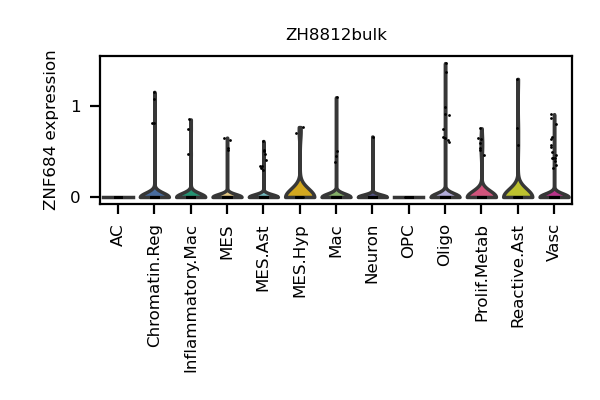 ZH8812bulk
ZNF684 expression
1
0
AC
Chromatin.Reg
Inflammatory.Mac
MES
MES.Ast
MES.Hyp
Mac
Neuron
OPC
Oligo
Prolif.Metab
Reactive.Ast
Vasc